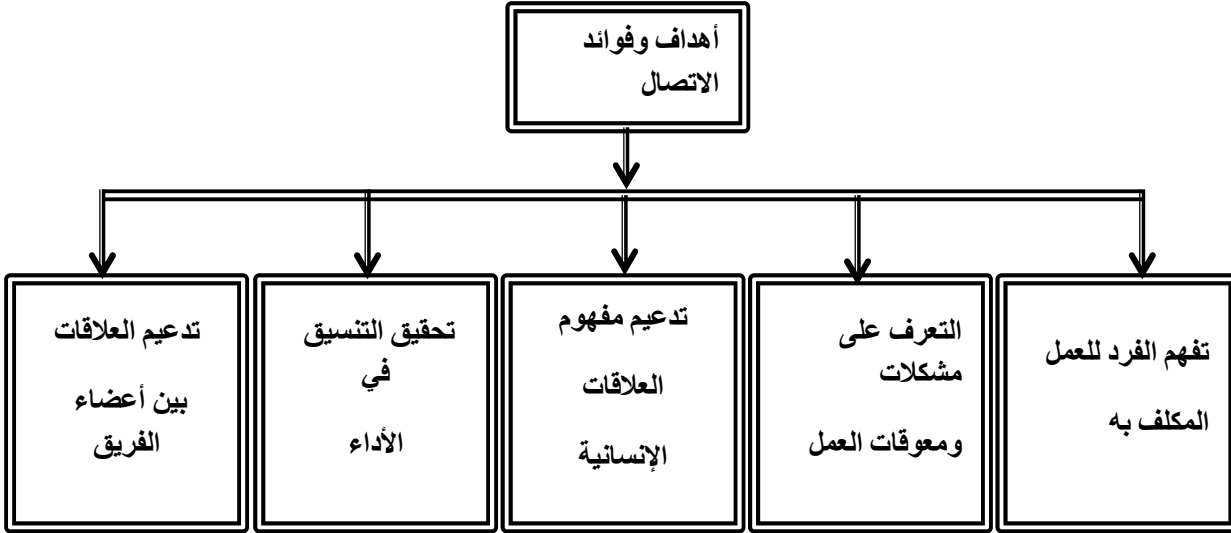 أهداف وفوائد
الاتصال
تفهم الفرد للعمل
المكلف به
التعرف على
مشكلات
ومعوقات العمل
تدعيم مفهوم
العلاقات
الإنسانية
تحقيق التنسيق
في
الأداء
تدعيم العلاقات
بين أعضاء
الفريق